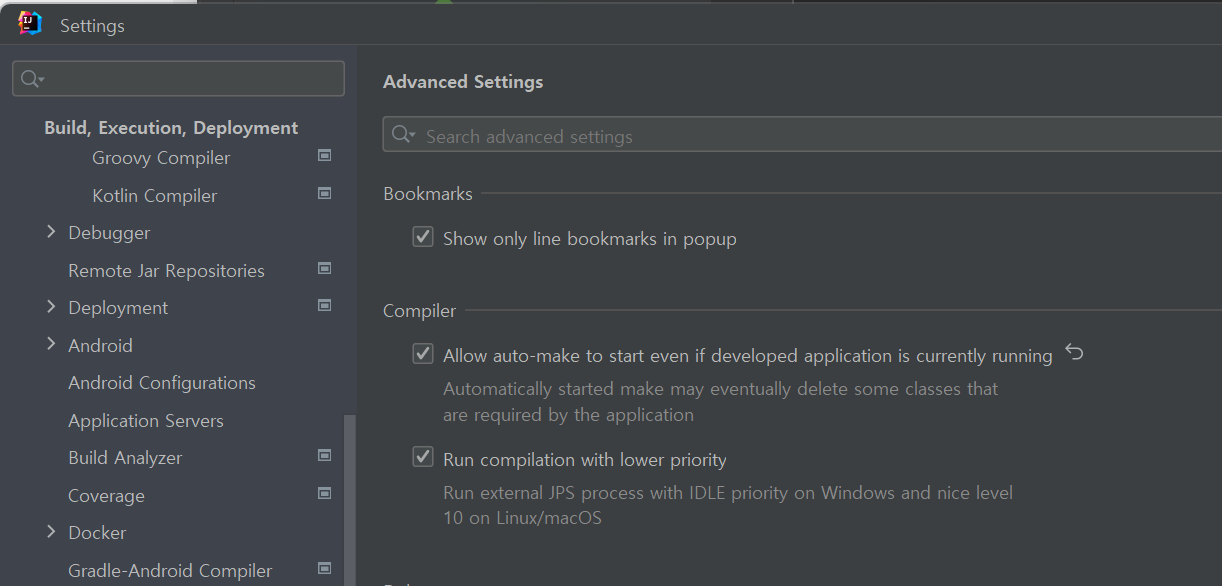 Settings
Build, Execution, Deployment
Groovy Compiler
Kotlin Compiler
Debugger
Remote Jar Repositories
Deployment
Android
Android Configurations
Application Servers
Build Analyzer
Coverage
Docker
Gradle-Android Compiler
Advanced Settings
Search advanced settings
Bookmarks
Show only line bookmarks in popup
Compiler
Allow auto-make to start even if developed application is currently running
Automatically started make may eventually delete some classes that
are required by the application
Run compilation with lower priority
Run external JPS process with IDLE priority on Windows and nice level
10 on Linux/macOS